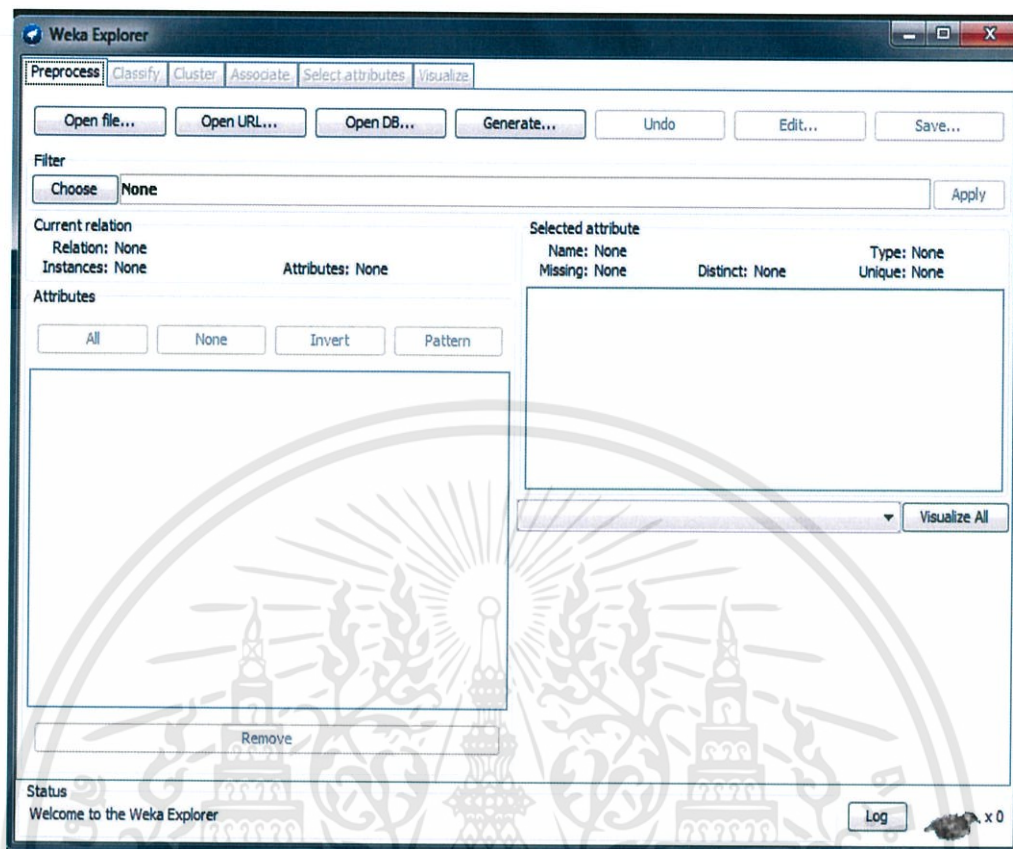 Weka Explorer
Preprocess Classify Cluster Associate Select attributes Visualize
Open file... Open URL... Open DB... Generate... Undo Edit... Save...
Filter
Choose None Apply
Current relation
Relation: None
Instances: None Attributes: None
Selected attribute
Name: None Type: None
Missing: None Distinct: None Unique: None
Attributes
All None Invert Pattern
Visualize All
Remove
Status
Welcome to the Weka Explorer
Log x 0